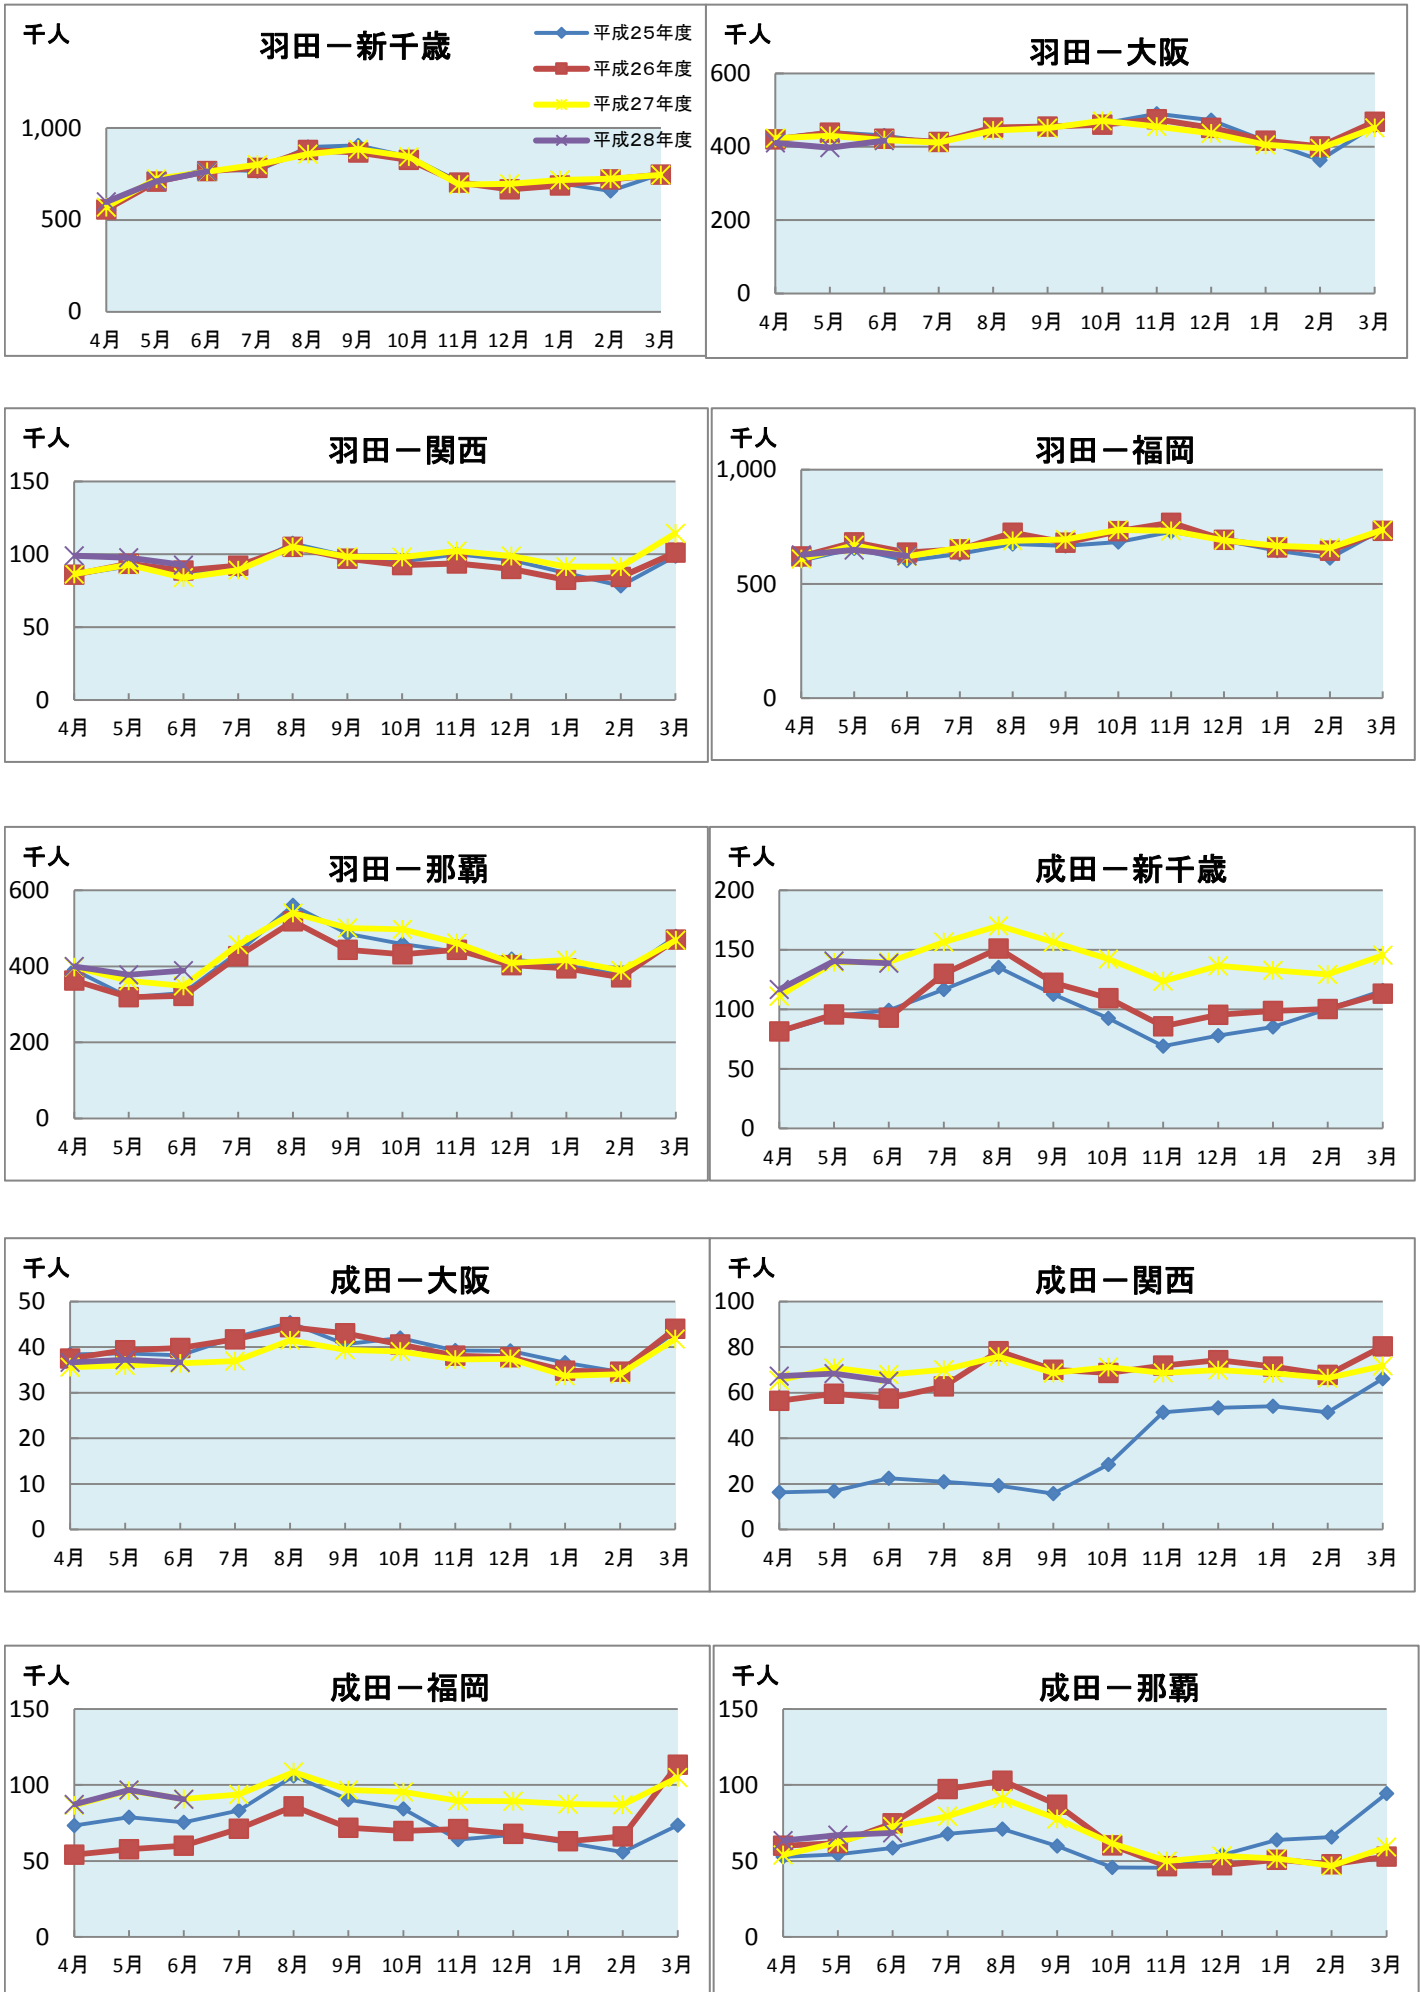 千人
羽田－新千歳
平成25年度
平成26年度
平成27年度
平成28年度
1,000
500
0
4月 5月 6月 7月 8月 9月 10月 11月 12月 1月 2月 3月
千人
羽田－大阪
600
400
200
0
4月 5月 6月 7月 8月 9月 10月 11月 12月 1月 2月 3月
千人
羽田－関西
150
100
50
0
4月 5月 6月 7月 8月 9月 10月 11月 12月 1月 2月 3月
千人
羽田－福岡
1,000
500
0
4月 5月 6月 7月 8月 9月 10月 11月 12月 1月 2月 3月
千人
羽田－那覇
600
400
200
0
4月 5月 6月 7月 8月 9月 10月 11月 12月 1月 2月 3月
千人
成田－新千歳
200
150
100
50
0
4月 5月 6月 7月 8月 9月 10月 11月 12月 1月 2月 3月
千人
成田－大阪
50
40
30
20
10
0
4月 5月 6月 7月 8月 9月 10月 11月 12月 1月 2月 3月
千人
成田－関西
100
80
60
40
20
0
4月 5月 6月 7月 8月 9月 10月 11月 12月 1月 2月 3月
千人
成田－福岡
150
100
50
0
4月 5月 6月 7月 8月 9月 10月 11月 12月 1月 2月 3月
千人
成田－那覇
150
100
50
0
4月 5月 6月 7月 8月 9月 10月 11月 12月 1月 2月 3月